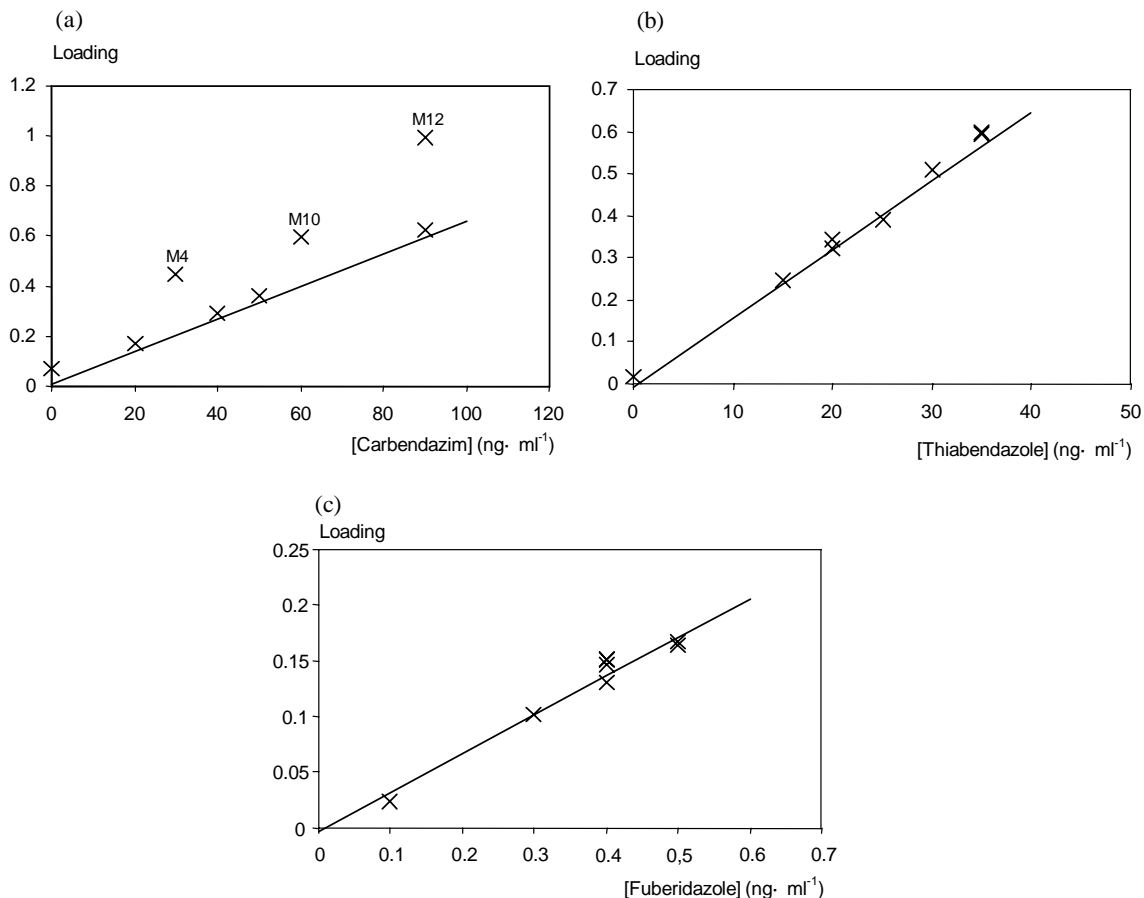 (a)
Loading
1.2
1
0.8
0.6
0.4
0.2
0
M12
M10
M4
0 20 40 60 80 100 120
[Carbendazim] (ng· ml-1)
(b)
Loading
0.7
0.6
0.5
0.4
0.3
0.2
0.1
0
0 10 20 30 40 50
[Thiabendazole] (ng· ml-1)
(c)
Loading
0.25
0.2
0.15
0.1
0.05
0
0 0.1 0.2 0.3 0.4 0,5 0.6 0.7
[Fuberidazole] (ng· ml-1)